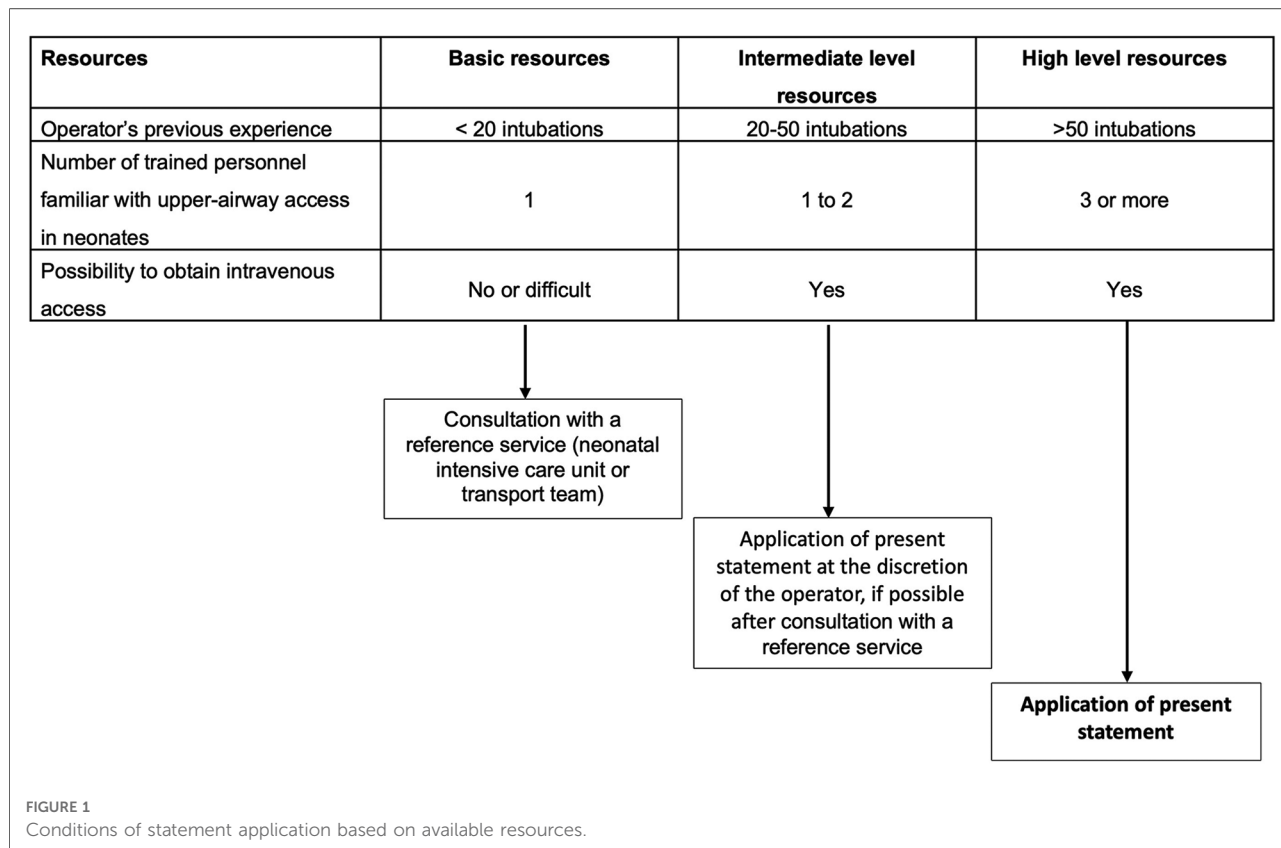 Resources Basic resources Intermediate level High level resources
resources
Operator's previous experience < 20 intubations 20-50 intubations >50 intubations
Number of trained personnel
familiar with upper-airway access 1 1 to 2 3 or more
in neonates
Possibility to obtain intravenous
access No or difficult Yes Yes
Consultation with a
reference service (neonatal
intensive care unit or
transport team)
Application of present
statement at the discretion
of the operator, if possible
after consultation with a
reference service
Application of present
statement
FIGURE 1
Conditions of statement application based on available resources.